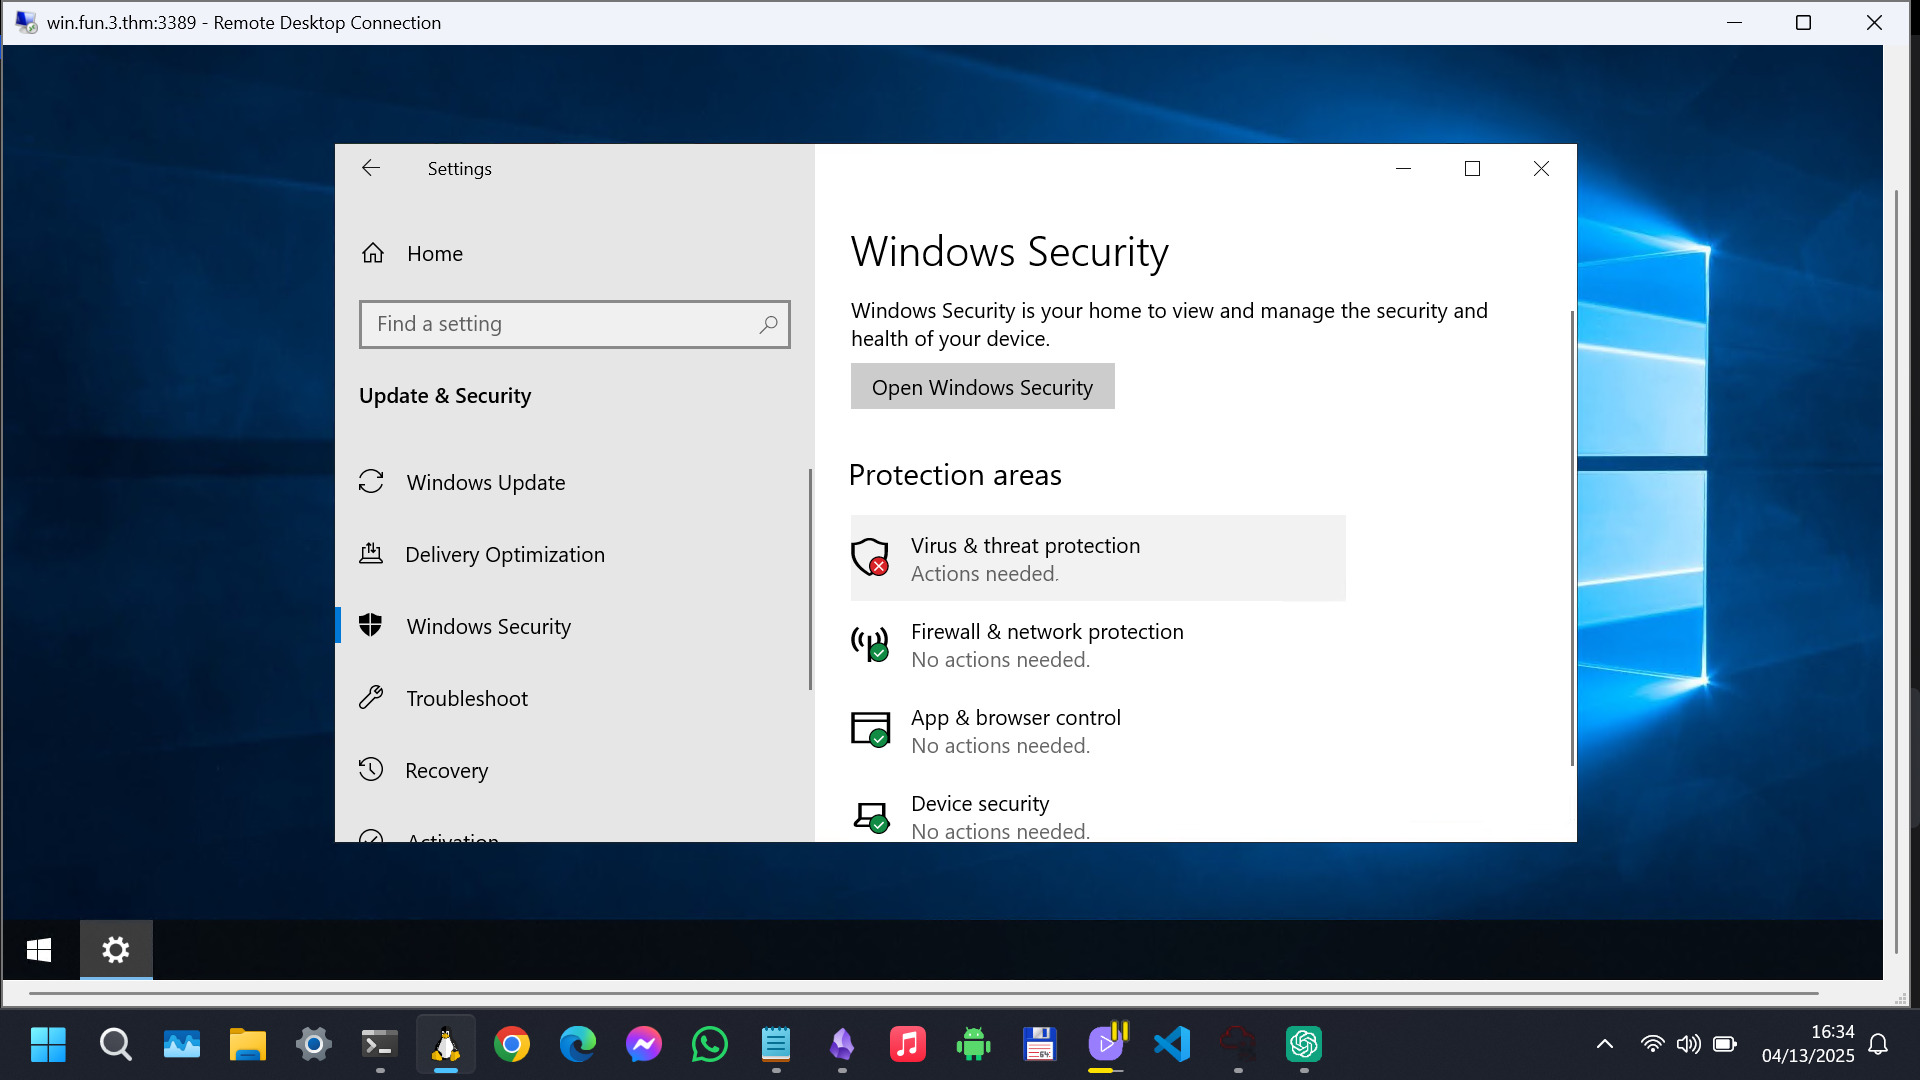 win.fun.3.thm:3389 - Remote Desktop Connection
Settings
Home
Find a setting
Update & Security
Windows Update
Delivery Optimization
Windows Security
Troubleshoot
Recovery
Activation
Windows Security
Windows Security is your home to view and manage the security and
health of your device.
Open Windows Security
Protection areas
Virus & threat protection
Actions needed.
Firewall & network protection
No actions needed.
App & browser control
No actions needed.
Device security
No actions needed.
64
16:34
04/13/2025